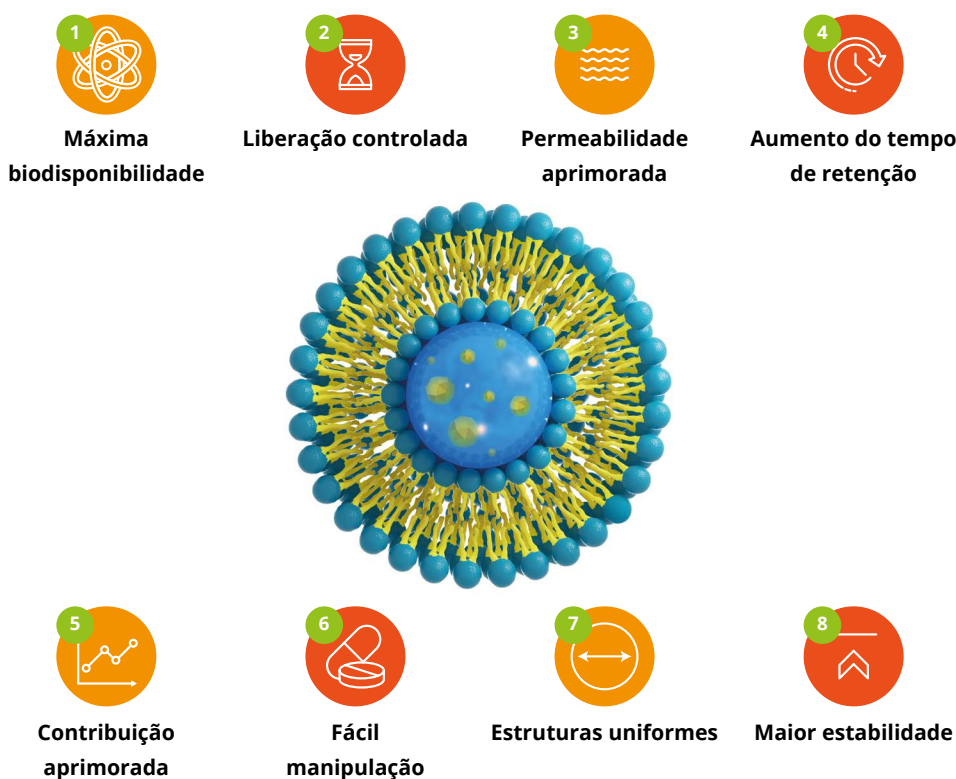 1
Máxima
biodisponibilidade
2
Liberação controlada
3
Permeabilidade
aprimorada
4
Aumento do tempo
de retenção
5
Contribuição
aprimorada
6
Fácil
manipulação
7
Estruturas uniformes
8
Maior estabilidade